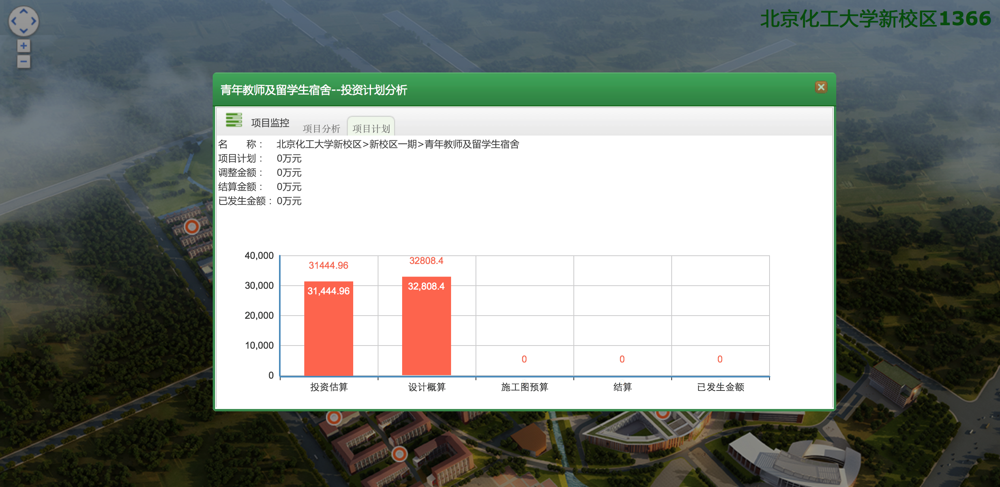 北京化工大学新校区1366
青年教师及留学生宿舍--投资计划分析
项目监控 项目分析 项目计划
名 称： 北京化工大学新校区>新校区一期>青年教师及留学生宿舍
项目计划： 0万元
调整金额： 0万元
结算金额： 0万元
已发生金额： 0万元
40,000
31444.96 32808.4
30,000
31,444.96 32,808.4
20,000
10,000
0 0 0
0
投资估算 设计概算 施工图预算 结算 已发生金额